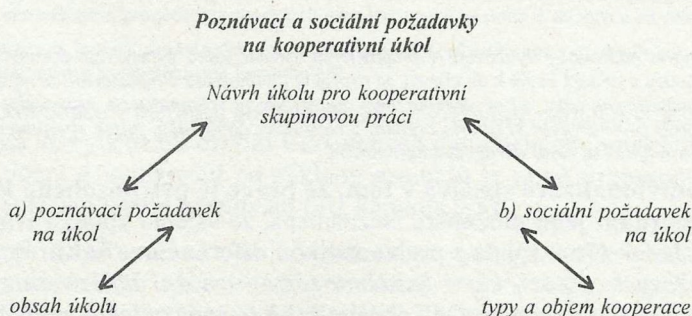 Poznávací a sociální požadavky
na kooperativní úkol
Návrh úkolu pro kooperativní
skupinovou práci
a) poznávací požadavek
na úkol
b) sociální požadavek
na úkol
obsah úkolu
typy a objem kooperace